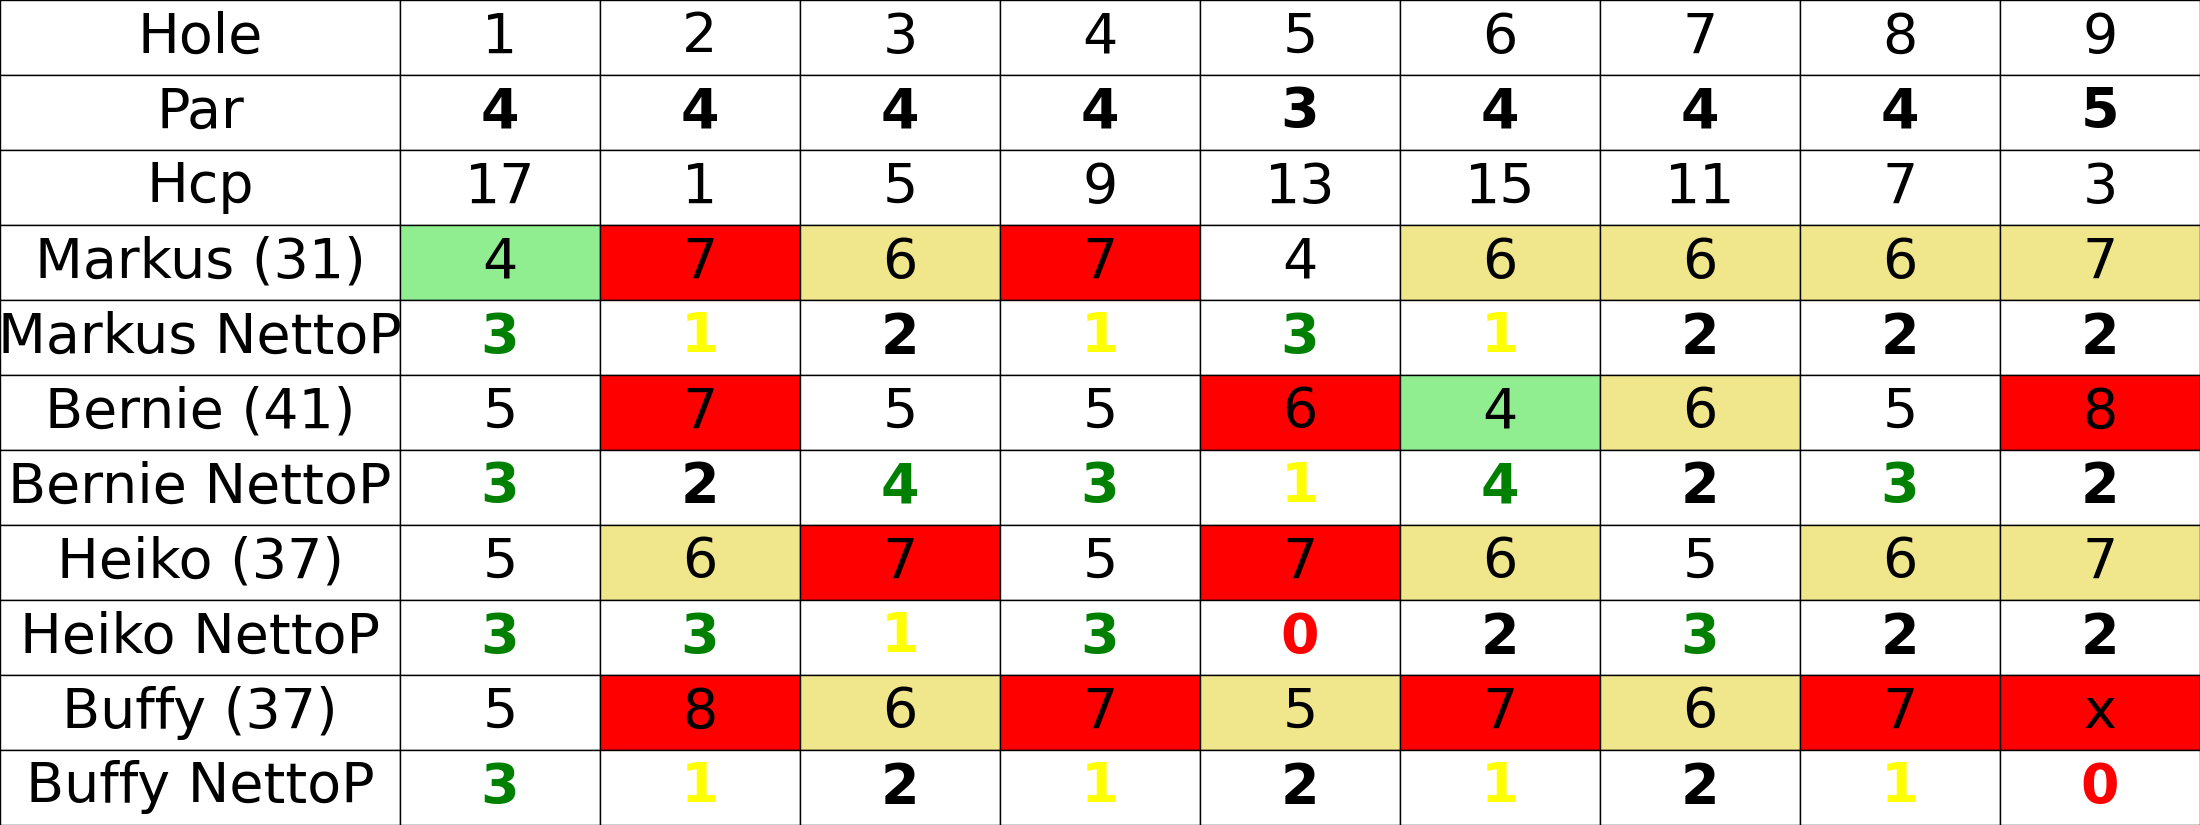 Hole 1 2 3 4 5 6 7 8 9
Par 4 4 4 4 3 4 4 4 5
Hcp 17 1 5 9 13 15 11 7 3
Markus (31) 4 7 6 7 4 6 6 6 7
Markus NettoP 3 1 2 1 3 1 2 2 2
Bernie (41) 5 7 5 5 6 4 6 5 8
Bernie NettoP 3 2 4 3 1 4 2 3 2
Heiko (37) 5 6 7 5 7 6 5 6 7
Heiko NettoP 3 3 1 3 0 2 3 2 2
Buffy (37) 5 8 6 7 5 7 6 7 x
Buffy NettoP 3 1 2 1 2 1 2 1 0